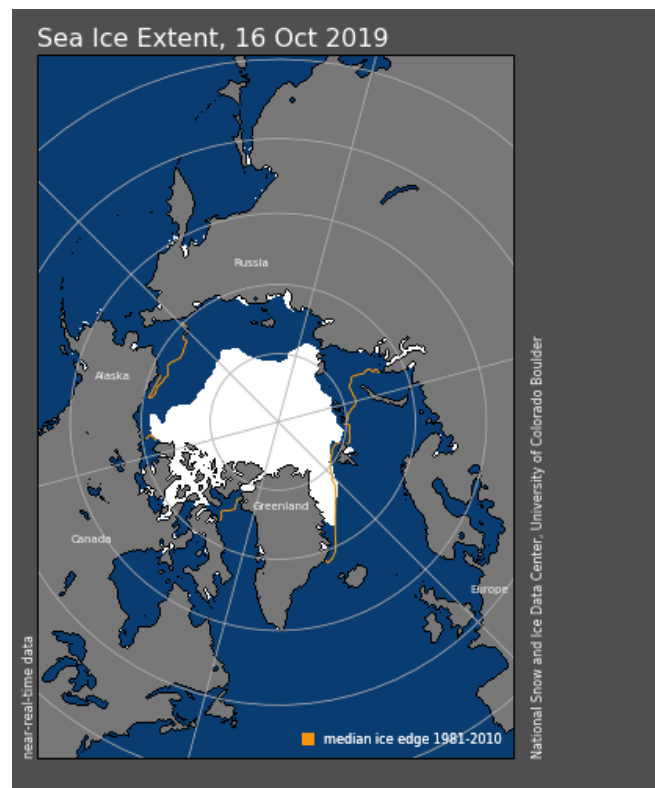 Sea Ice Extent, 16 Oct 2019
Russia
Alaska
Greenland
Canada
Europe
near-real-time data
median ice edge 1981-2010
National Snow and Ice Data Center, University of Colorado Boulder